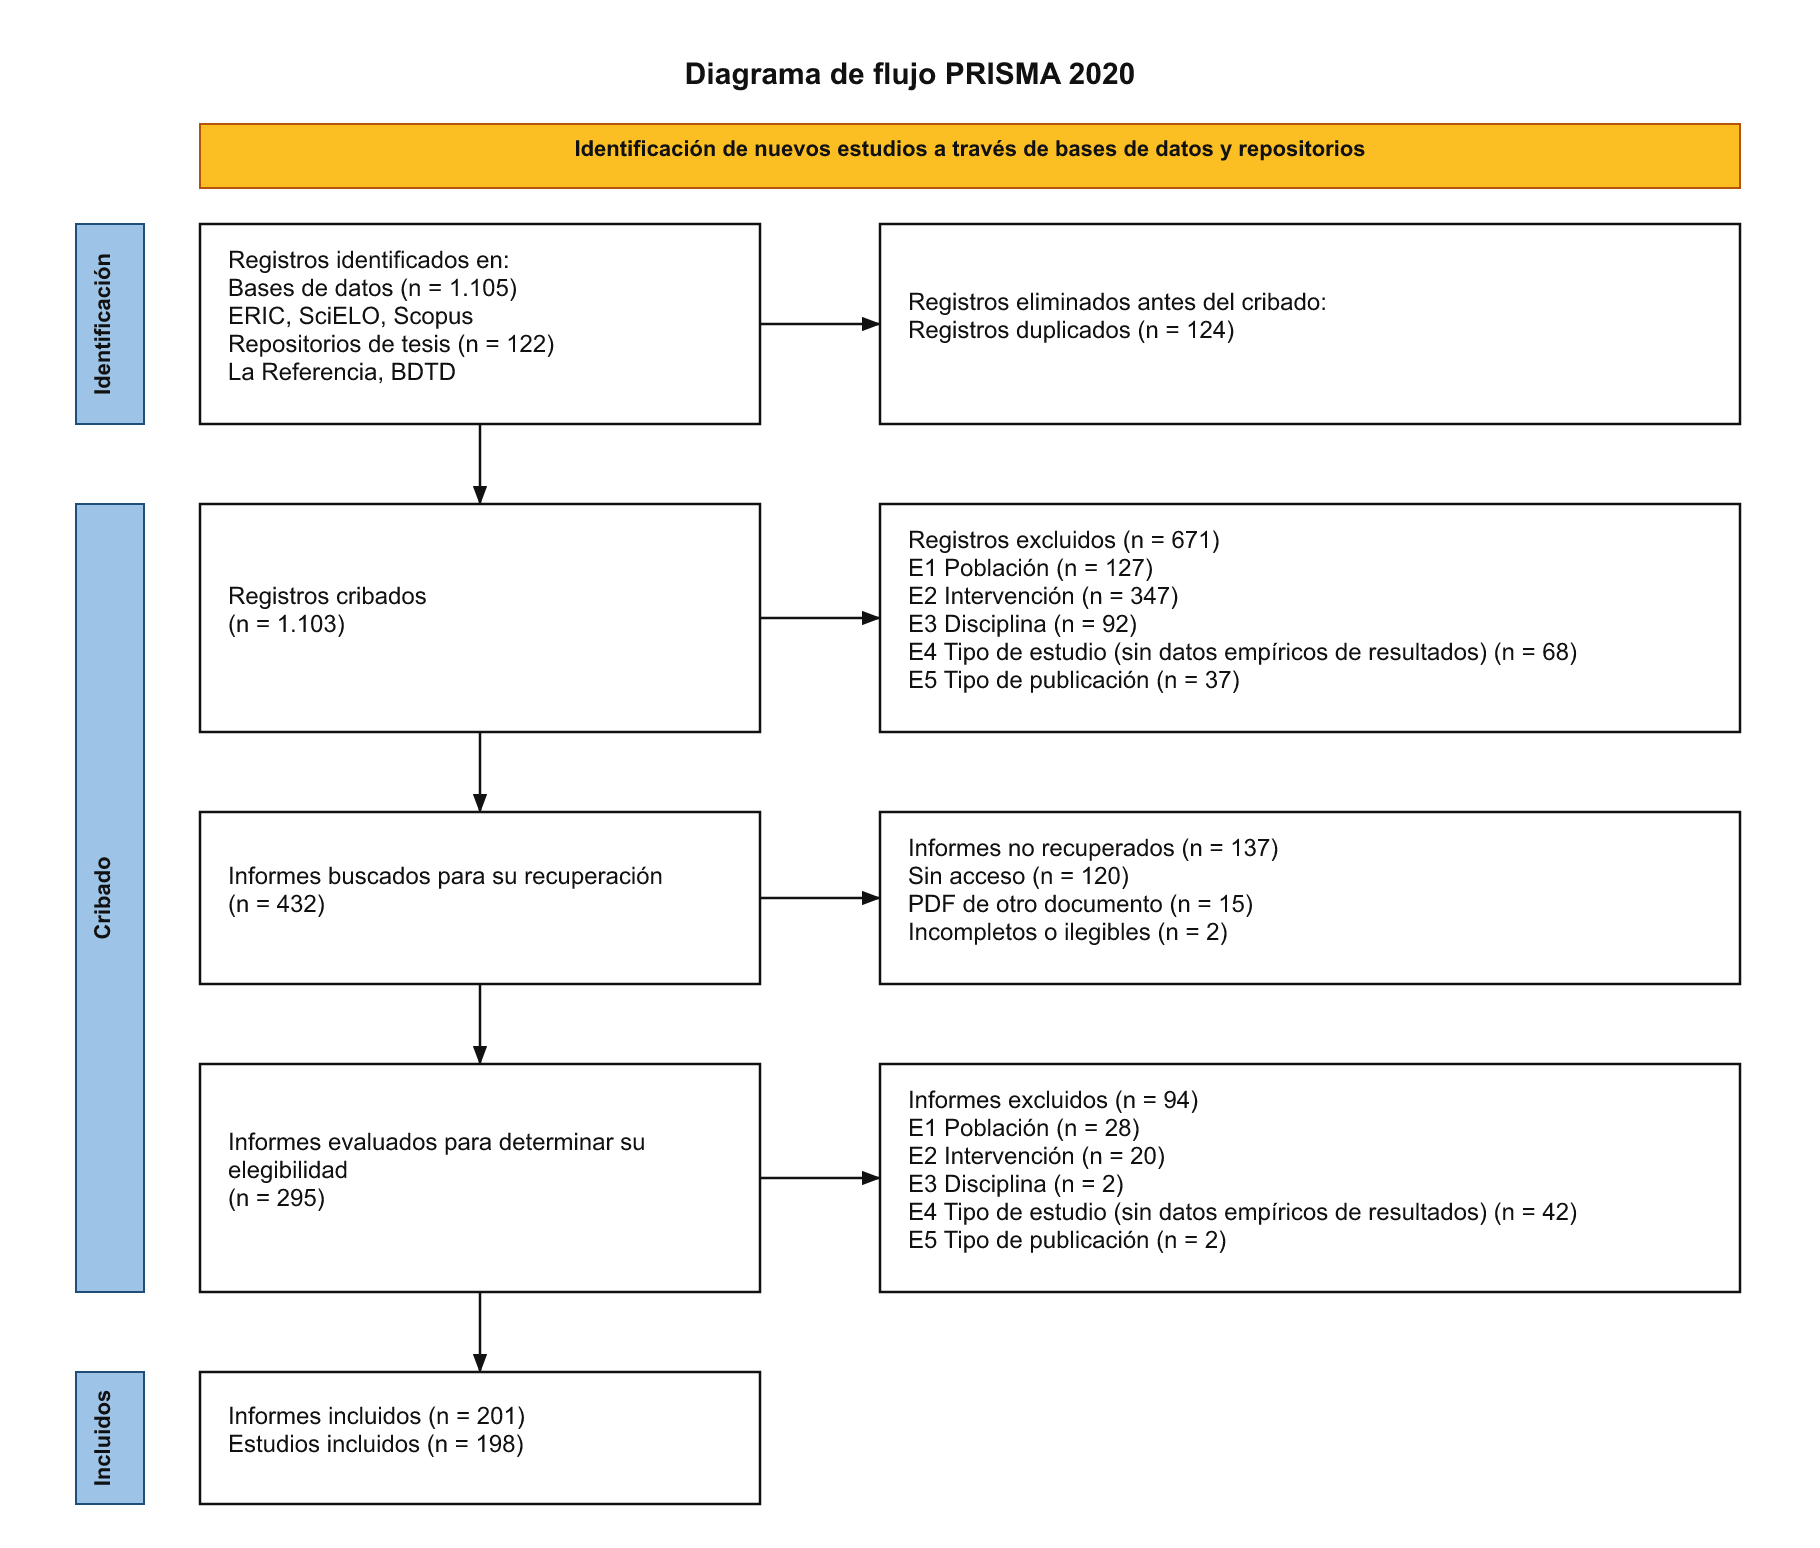 Diagrama de flujo PRISMA 2020
Identificación de nuevos estudios a través de bases de datos y repositorios
Identificación
Registros identificados en:
Bases de datos (n = 1.105)
ERIC, SciELO, Scopus
Repositorios de tesis (n = 122)
La Referencia, BDTD
Registros eliminados antes del cribado:
Registros duplicados (n = 124)
Cribado
Registros cribados
(n = 1.103)
Registros excluidos (n = 671)
E1 Población (n = 127)
E2 Intervención (n = 347)
E3 Disciplina (n = 92)
E4 Tipo de estudio (sin datos empíricos de resultados) (n = 68)
E5 Tipo de publicación (n = 37)
Informes buscados para su recuperación
(n = 432)
Informes no recuperados (n = 137)
Sin acceso (n = 120)
PDF de otro documento (n = 15)
Incompletos o ilegibles (n = 2)
Informes evaluados para determinar su
elegibilidad
(n = 295)
Informes excluidos (n = 94)
E1 Población (n = 28)
E2 Intervención (n = 20)
E3 Disciplina (n = 2)
E4 Tipo de estudio (sin datos empíricos de resultados) (n = 42)
E5 Tipo de publicación (n = 2)
Incluidos
Informes incluidos (n = 201)
Estudios incluidos (n = 198)